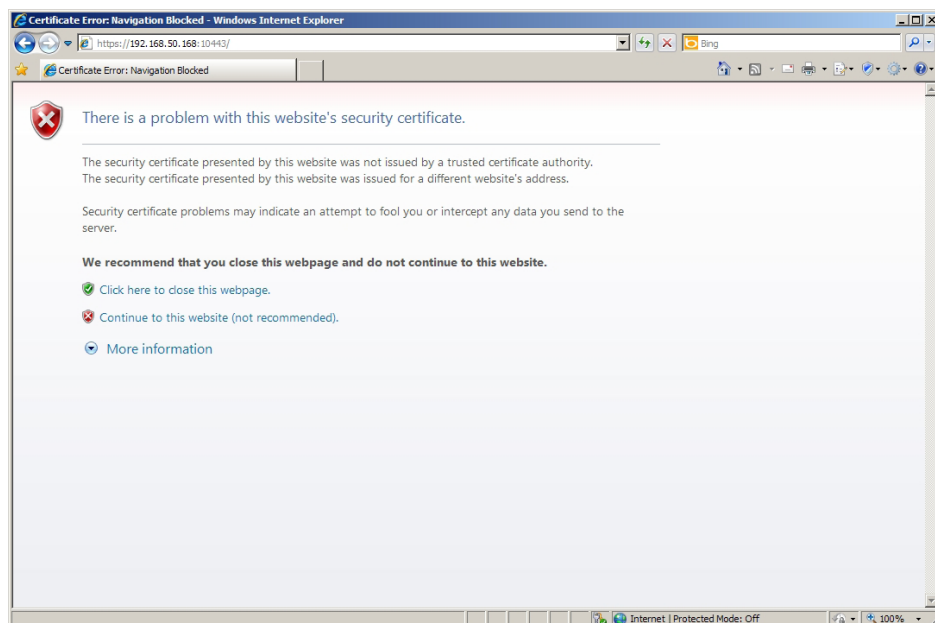 Certificate Error: Navigation Blocked - Windows Internet Explorer
https://192.168.50.168:10443/
Bing
Certificate Error: Navigation Blocked
There is a problem with this website's security certificate.
The security certificate presented by this website was not issued by a trusted certificate authority.
The security certificate presented by this website was issued for a different website's address.
Security certificate problems may indicate an attempt to fool you or intercept any data you send to the
server.
We recommend that you close this webpage and do not continue to this website.
Click here to close this webpage.
Continue to this website (not recommended).
More information
Internet | Protected Mode: Off
100%